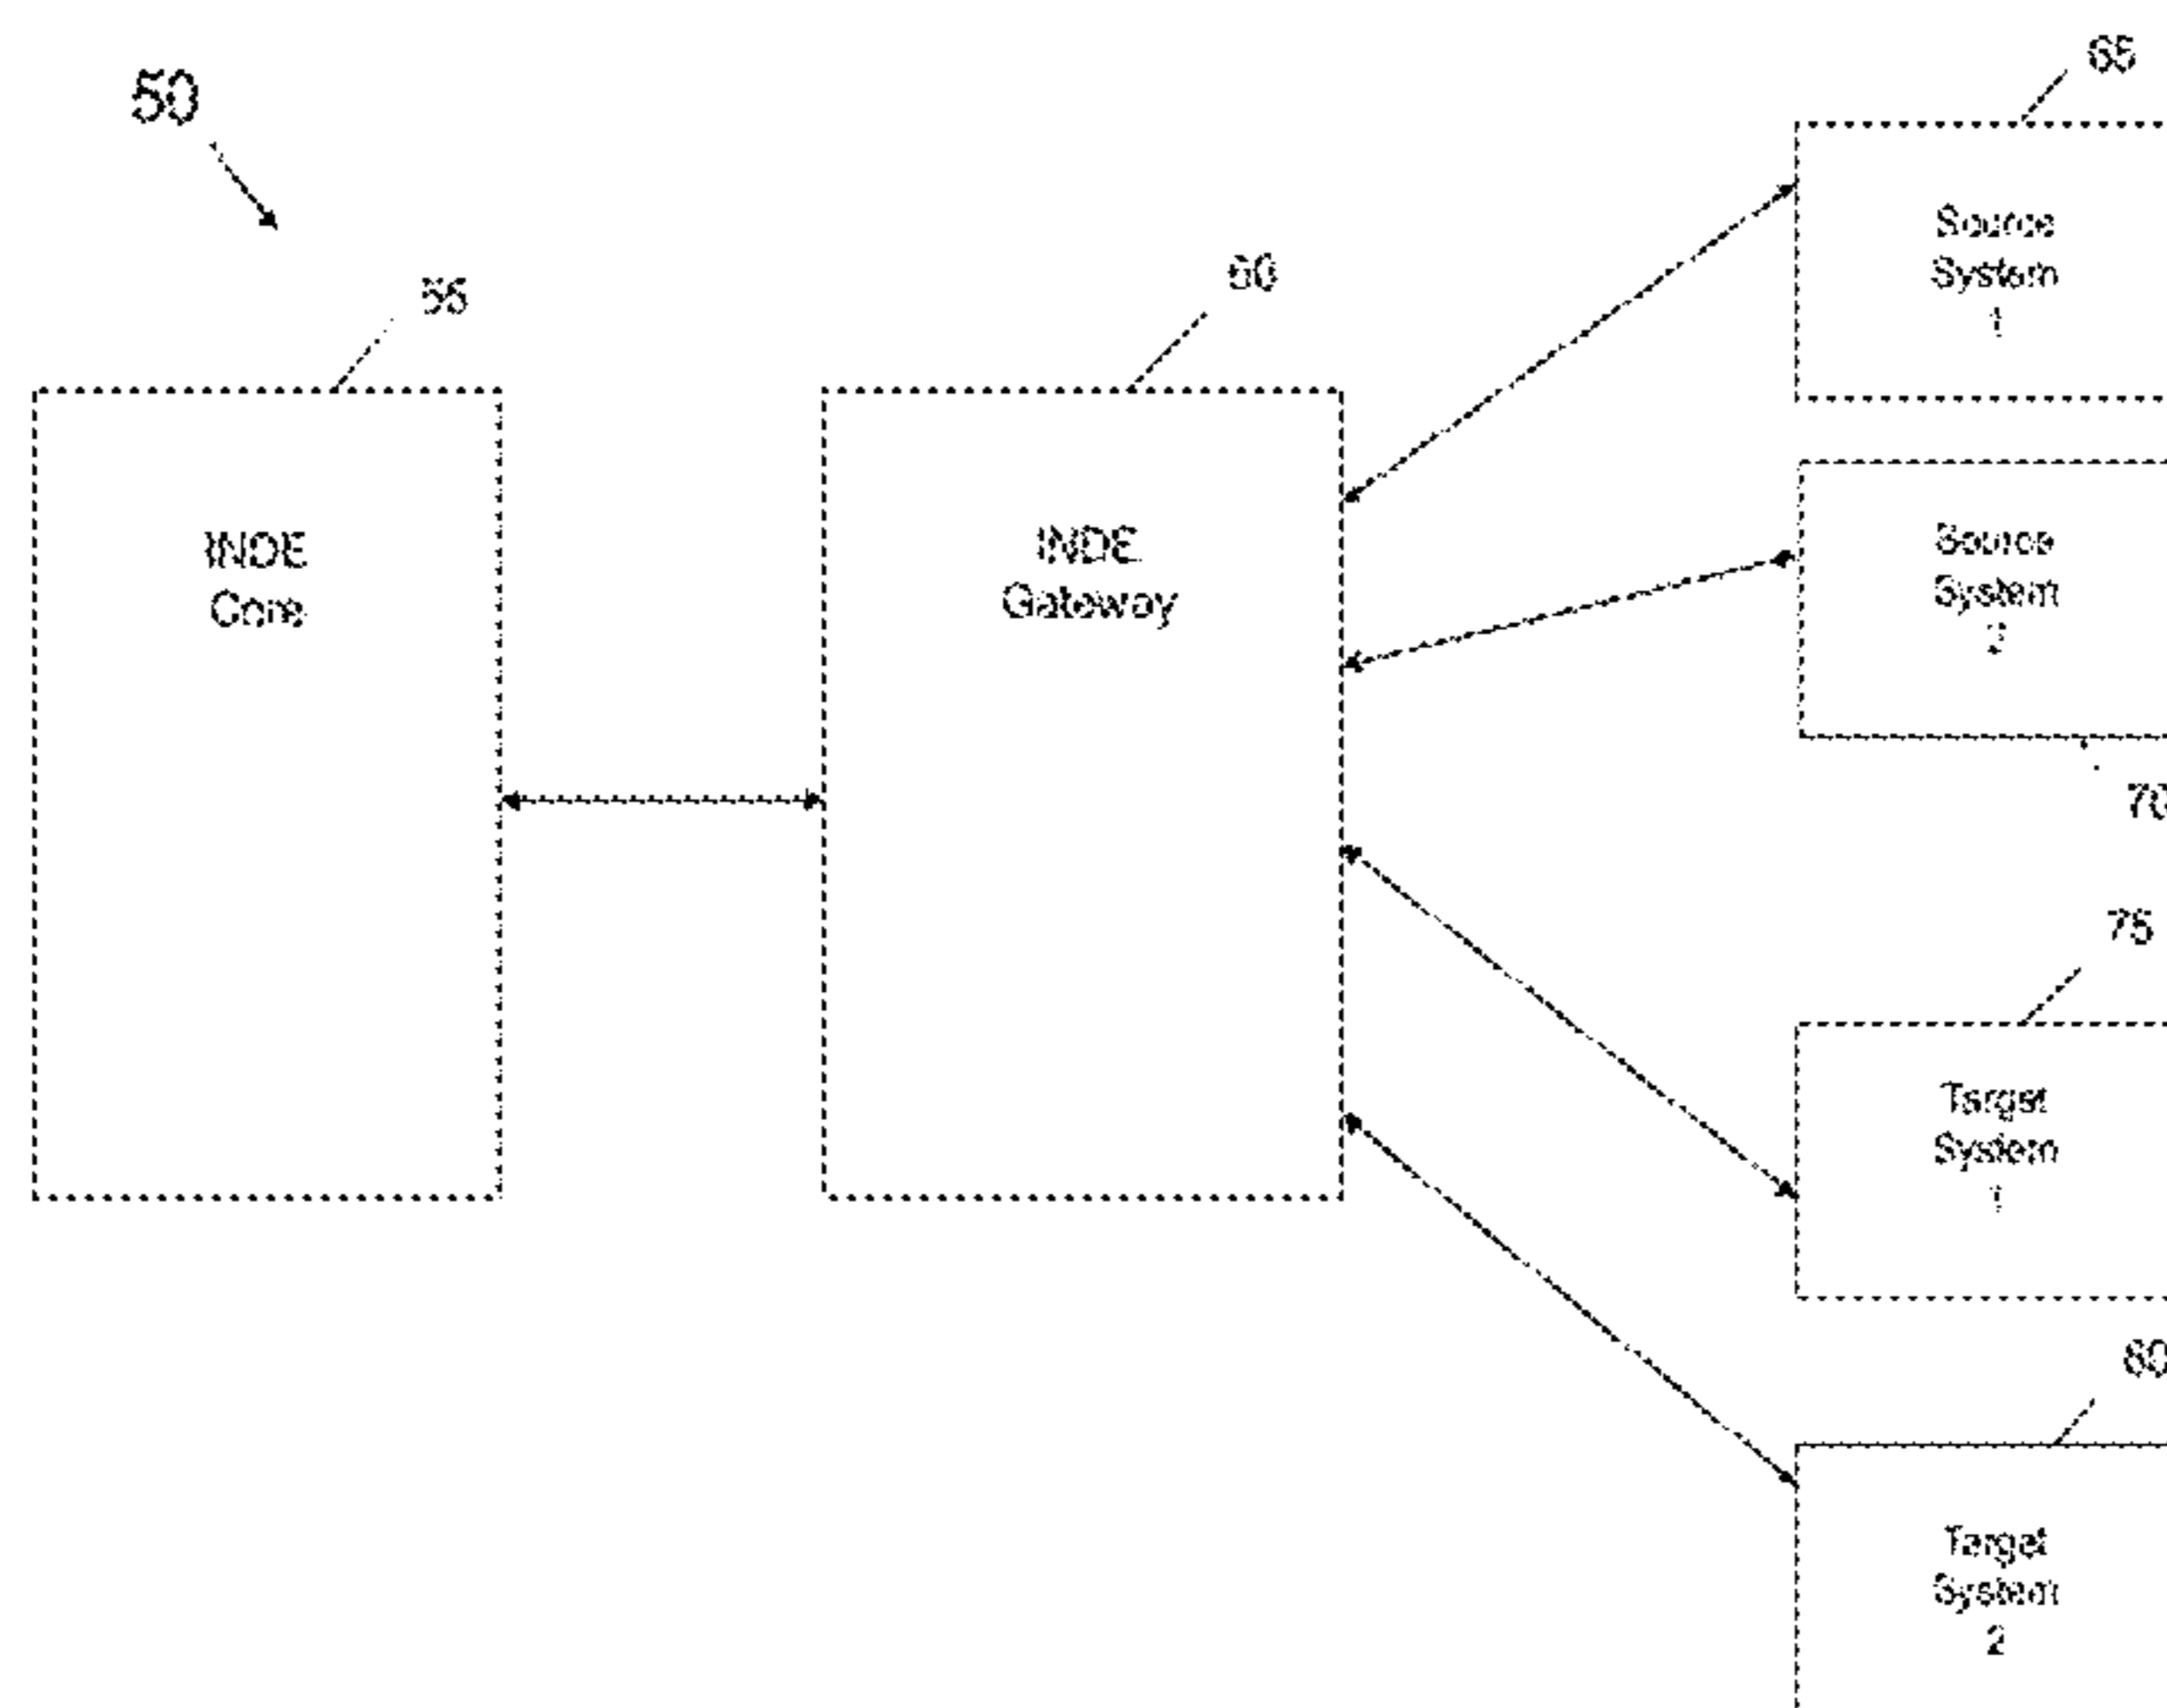 50
55
60
65
INDE
Core
INDE
Gateway
Source
System
1
Source
System
2
70
75
Target
System
1
Target
System
2